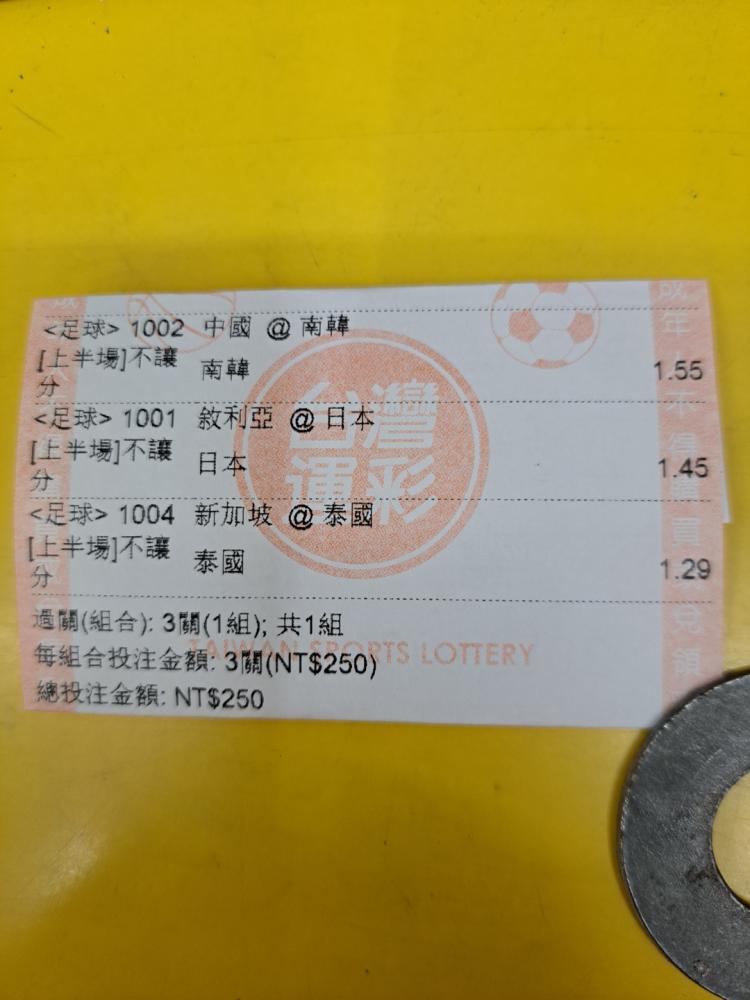 <足球> 1002 中國 @ 南韓
[上半場]不讓分 南韓 1.55
<足球> 1001 敘利亞 @ 日本
[上半場]不讓分 日本 1.45
<足球> 1004 新加坡 @ 泰國
[上半場]不讓分 泰國 1.29
過關(組合): 3關(1組); 共1組
每組合投注金額: 3關(NT$250)
總投注金額: NT$250
台灣
運彩
TAIWAN SPORTS LOTTERY